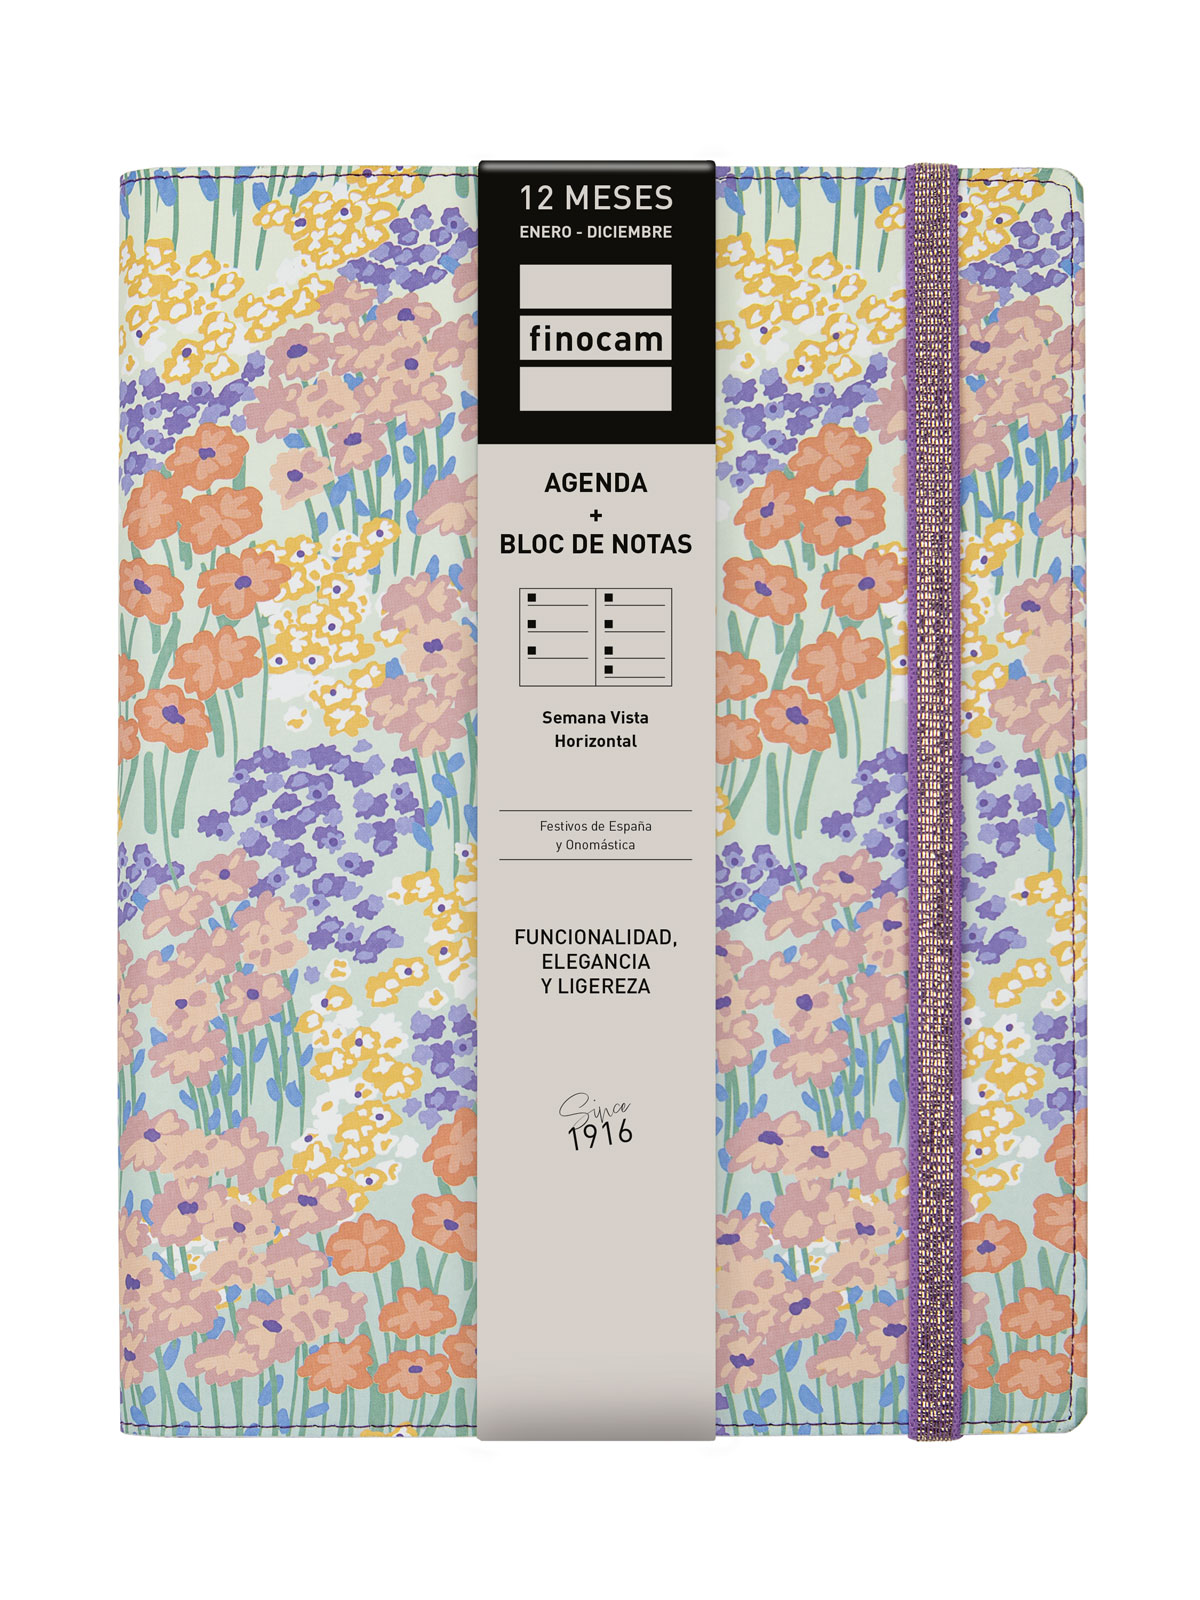 12 MESES
ENERO - DICIEMBRE
finocam
AGENDA
+
BLOC DE NOTAS
Semana Vista
Horizontal
Festivos de España
y Onomástica
FUNCIONALIDAD,
ELEGANCIA
Y LIGEREZA
Since
1916